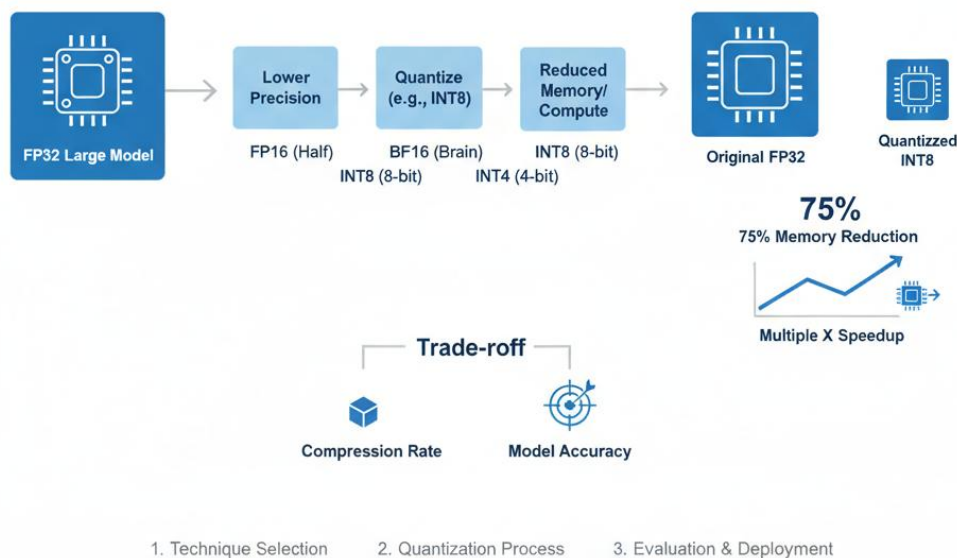 FP32 Large Model
Lower
Precision
Quantize
(e.g., INT8)
Reduced
Memory/
Compute
FP16 (Half)
BF16 (Brain)
INT8 (8-bit)
INT8 (8-bit)
INT4 (4-bit)
Original FP32
Quantizzed
INT8
75%
75% Memory Reduction
Multiple X Speedup
Trade-roff
Compression Rate
Model Accuracy
1. Technique Selection
2. Quantization Process
3. Evaluation & Deployment